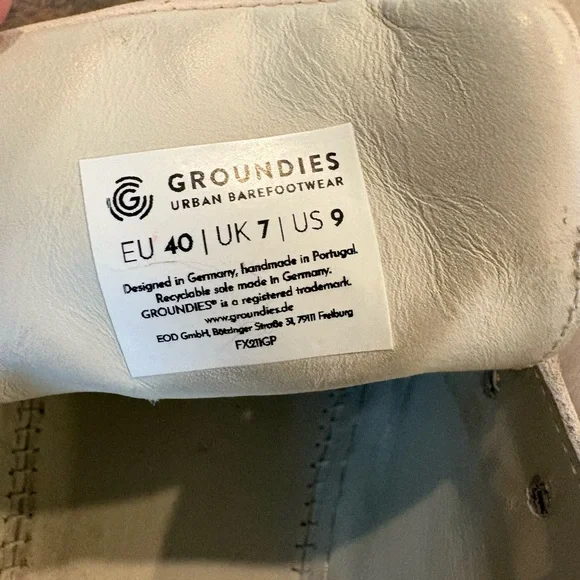 GROUNDIES
URBAN BAREFOOTWEAR
EU 40 | UK 7 | US 9
Designed in Germany, handmade in Portugal.
Recyclable sole made in Germany.
GROUNDIES® is a registered trademark.
www.groundies.de
EOD GmbH, Bötzinger Straße 31, 79111 Freiburg
FX211GP